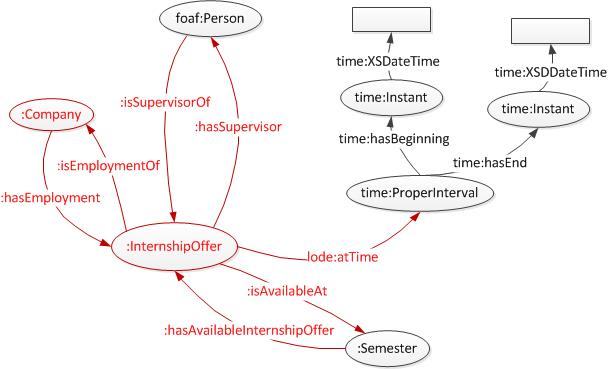 foaf:Person
time:XSDateTime
time:XSDDateTime
:isSupervisorOf
time:Instant
time:Instant
:Company
:hasSupervisor
time:hasBeginning
:isEmploymentOf
time:hasEnd
:hasEmployment
time:ProperInterval
:InternshipOffer
lode:atTime
:isAvailableAt
:hasAvailableInternshipOffer
:Semester